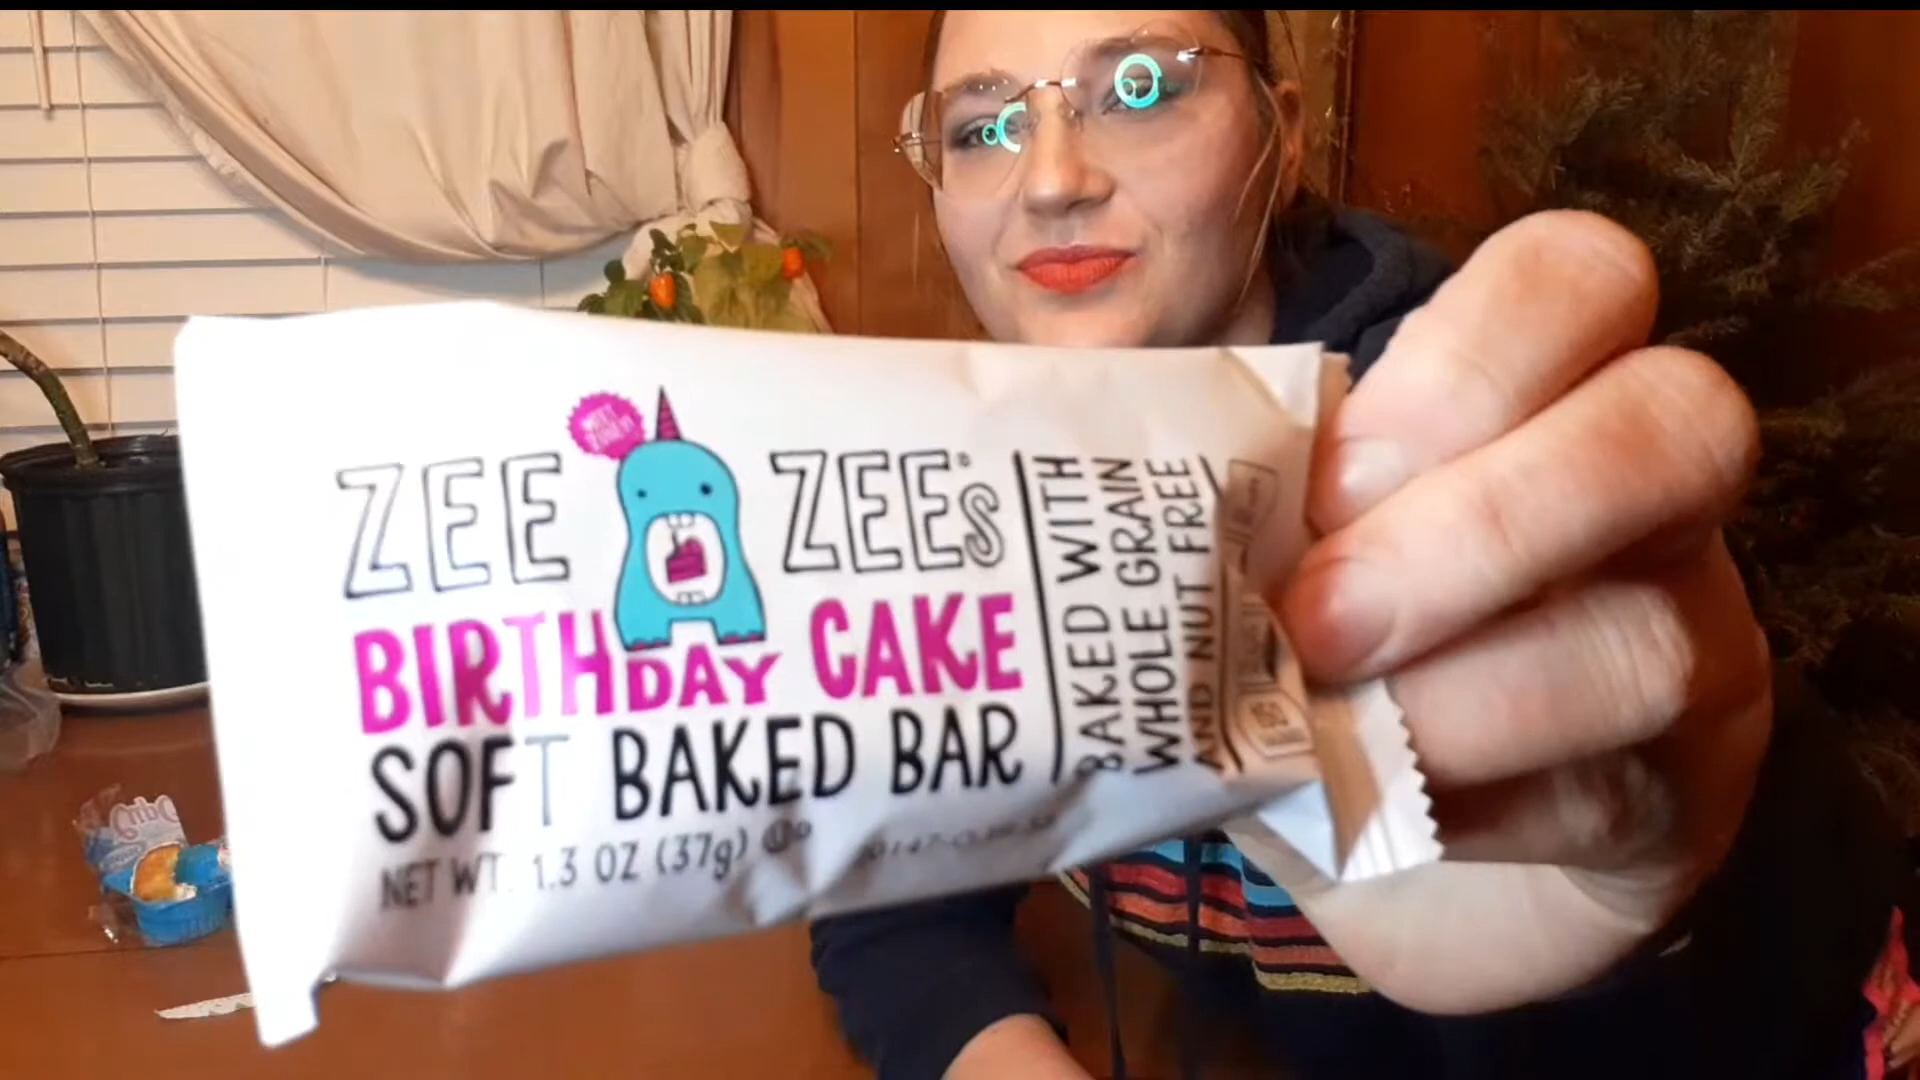 ZEE ZEEs
BIRTHDAY CAKE
SOFT BAKED BAR
NET WT. 1.3 OZ (37g)
BAKED WITH
WHOLE GRAIN
AND NUT FREE